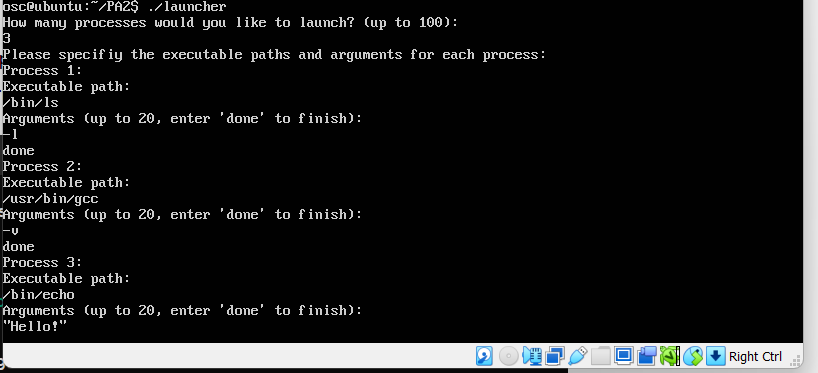 osc@ubuntu:~/PA2$ ./launcher
How many processes would you like to launch? (up to 100):
3
Please specifiy the executable paths and arguments for each process:
Process 1:
Executable path:
/bin/ls
Arguments (up to 20, enter 'done' to finish):
-l
done
Process 2:
Executable path:
/usr/bin/gcc
Arguments (up to 20, enter 'done' to finish):
-v
done
Process 3:
Executable path:
/bin/echo
Arguments (up to 20, enter 'done' to finish):
"Hello!"
Right Ctrl